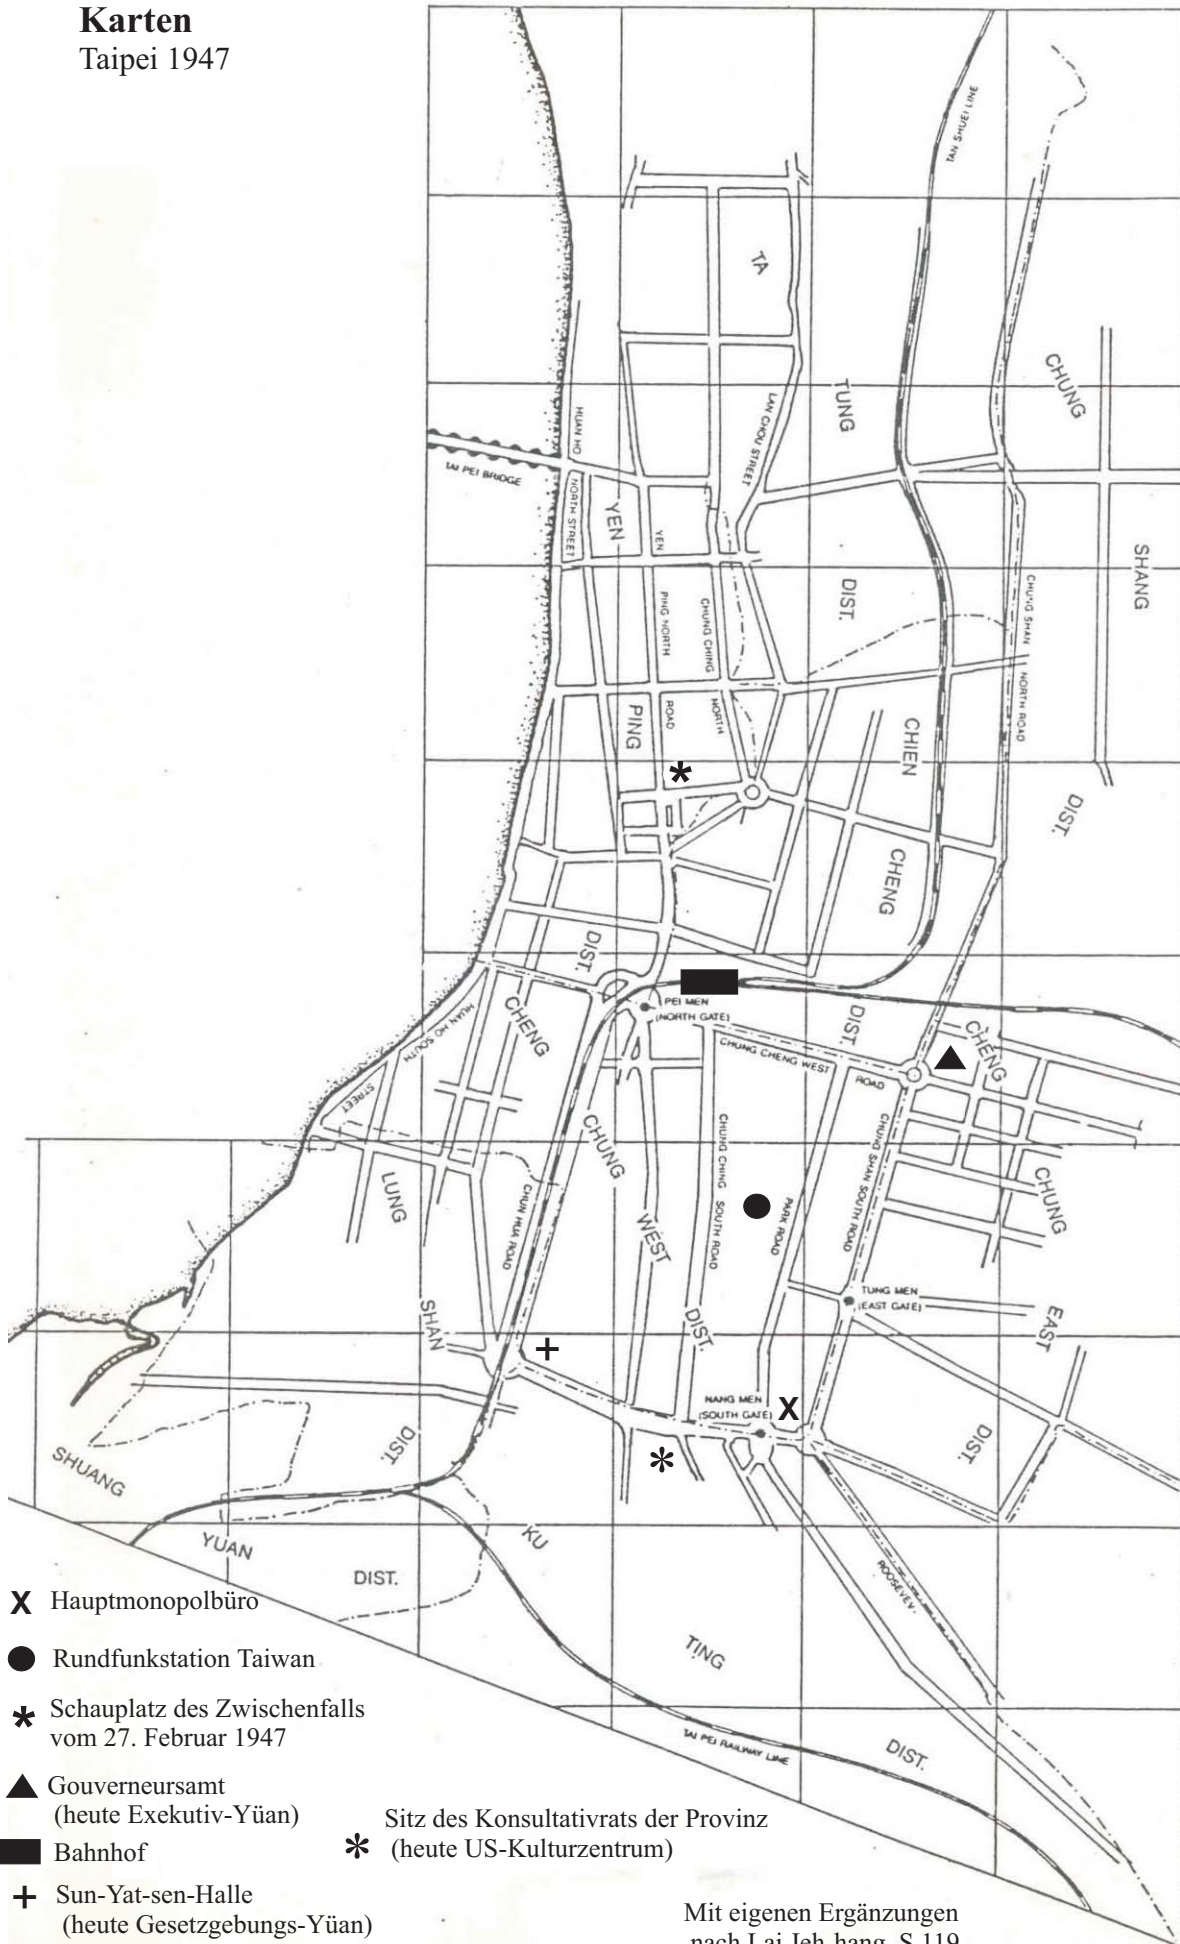 Karten
Taipei 1947
TAN SHUEI LINE
TA
CHUNG
TUNG
LAN CHOU STREET
HUAN HO
TAI PEI BRIDGE
NORTH STREET
YEN
YEN
SHANG
DIST.
CHUNG SHAN
PING NORTH
CHUNG CHING
NORTH ROAD
PING
ROAD
NORTH
CHIEN
DIST.
CHENG
DIST.
PEI MEN
(NORTH GATE)
CHENG
HUAN HO SOUTH
STREET
DIST.
CHENG
CHUNG CHENG WEST
ROAD
CHUNG
CHUNG CHING
SOUTH ROAD
CHUNG SHAN SOUTH ROAD
LUNG
CHUN HUA ROAD
PARK ROAD
CHUNG
WEST
TUNG MEN
(EAST GATE)
SHAN
DIST.
EAST
NANG MEN
(SOUTH GATE)
X
DIST.
DIST.
SHUANG
YUAN
KU
DIST.
ROOSEVEY.
TING
TAI PEI RAILWAY LINE
DIST.
X Hauptmonopolbüro
Rundfunkstation Taiwan
* Schauplatz des Zwischenfalls
vom 27. Februar 1947
Gouverneursamt
(heute Exekutiv-Yüan)
Bahnhof
+ Sun-Yat-sen-Halle
(heute Gesetzgebungs-Yüan)
Sitz des Konsultativrats der Provinz
* (heute US-Kulturzentrum)
Mit eigenen Ergänzungen
nach Lai Jeh-hang, S.119